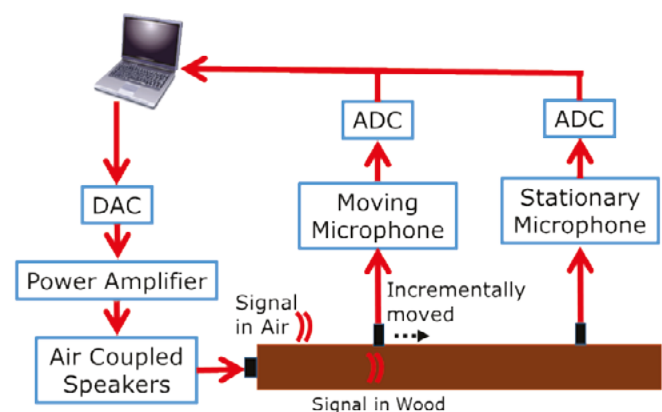 ADC
ADC
DAC
Moving
Microphone
Stationary
Microphone
Power Amplifier
Signal
in Air
Incrementally
moved
Air Coupled
Speakers
Signal in Wood